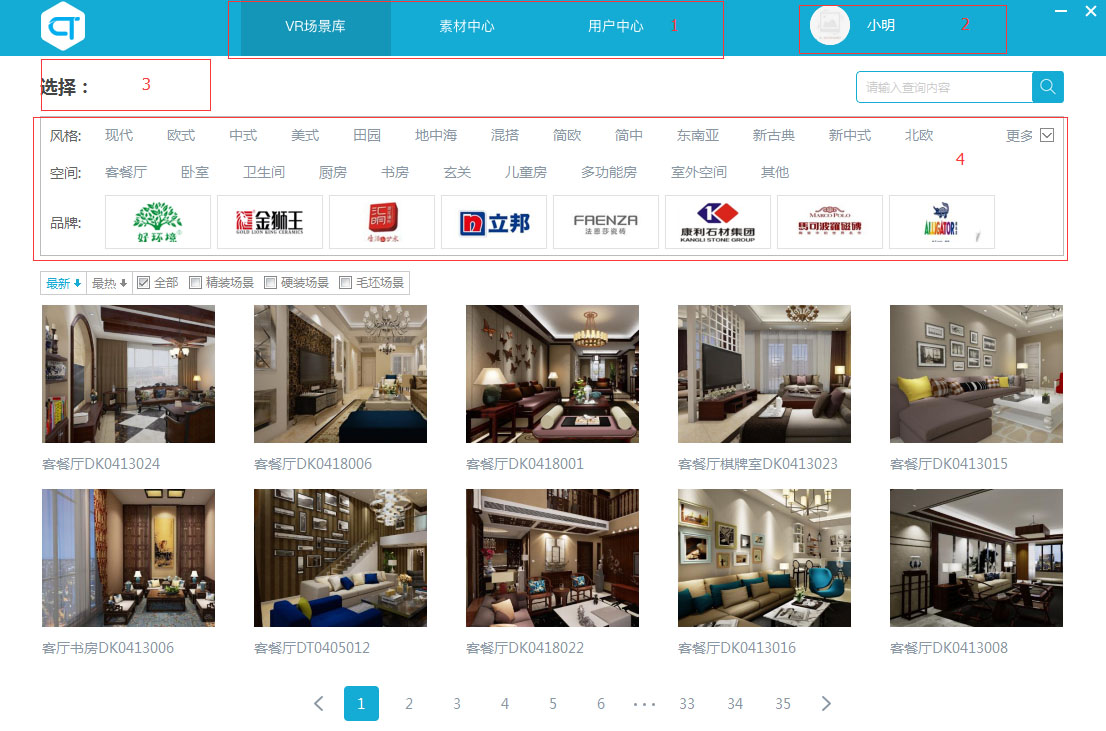 CT
VR场景库 素材中心 用户中心 1 小明 2
选择： 3 请输入查询内容
风格: 现代 欧式 中式 美式 田园 地中海 混搭 简欧 简中 东南亚 新古典 新中式 北欧 更多
4
空间: 客餐厅 卧室 卫生间 厨房 书房 玄关 儿童房 多功能房 室外空间 其他
品牌: 好环境 金狮王 GOLD LION KING CERAMICS 汇明 立邦 FAENZA 法恩莎瓷砖 K 康利石材集团 KANGLI STONE GROUP MARCO POLO 馬可波羅磁磚 ALLIGATOR
最新 最热 全部 精装场景 硬装场景 毛坯场景
客餐厅DK0413024 客餐厅DK0418006 客餐厅DK0418001 客餐厅棋牌室DK0413023 客餐厅DK0413015
客厅书房DK0413006 客餐厅DT0405012 客餐厅DK0418022 客餐厅DK0413016 客餐厅DK0413008
1 2 3 4 5 6 ··· 33 34 35